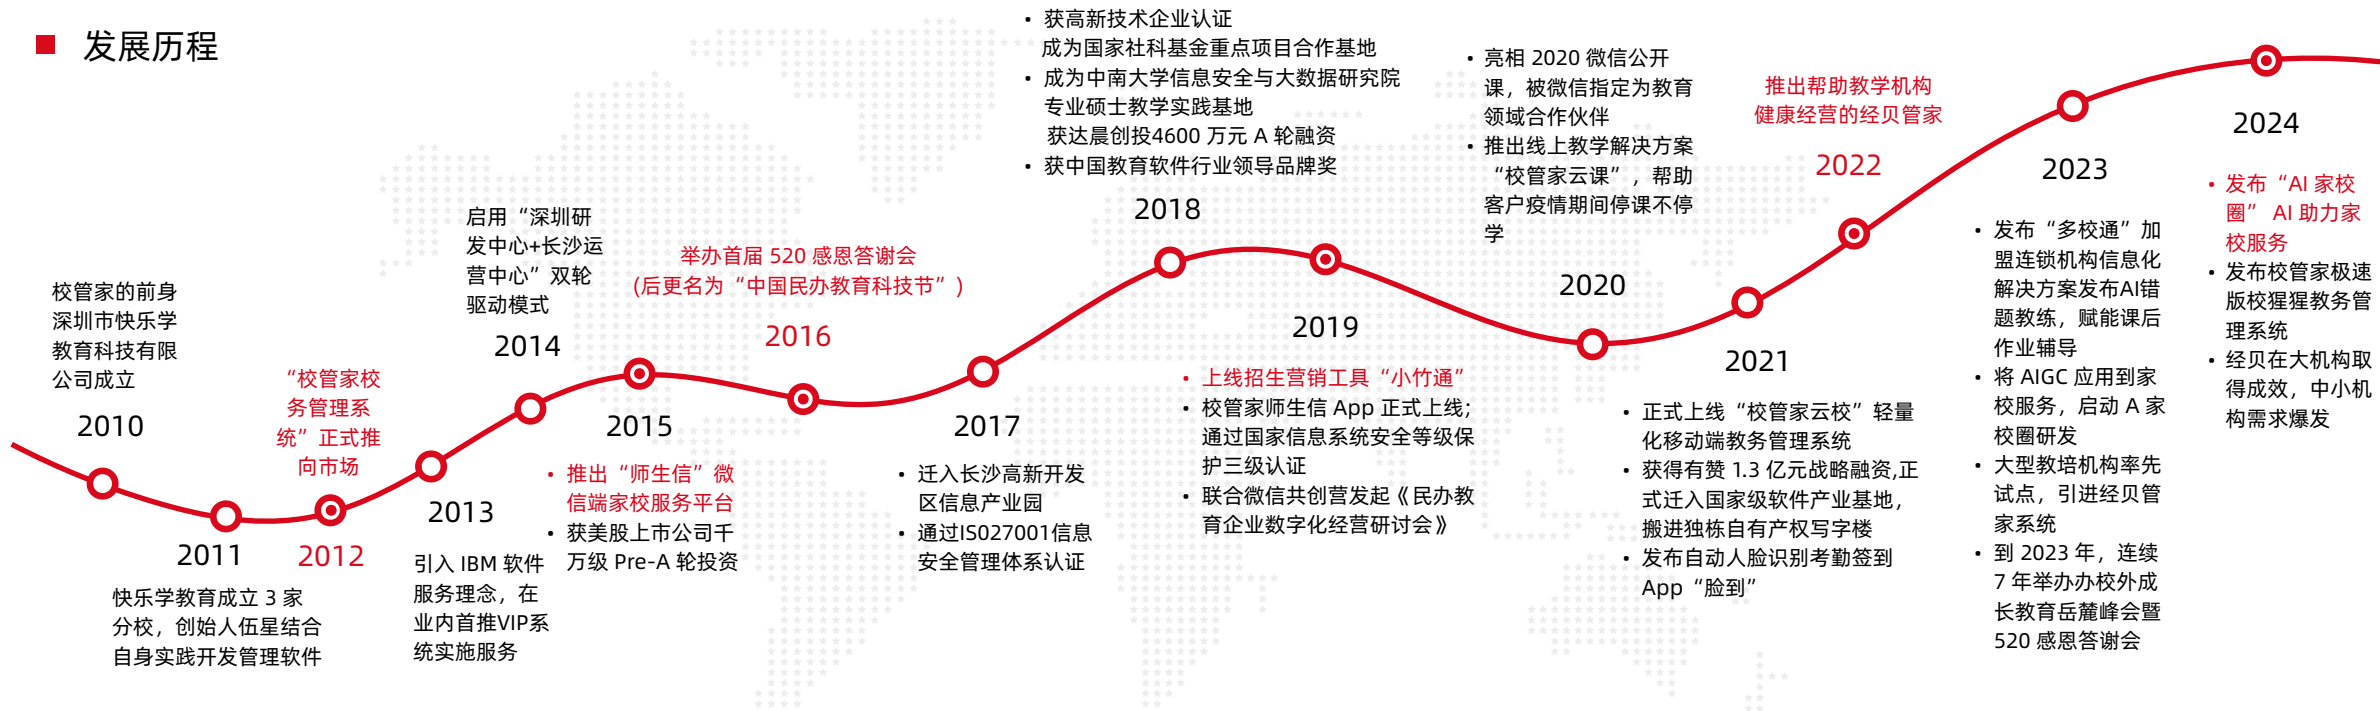 发展历程
校管家的前身
深圳市快乐学
教育科技有限
公司成立
2010
2011
快乐学教育成立 3 家
分校，创始人伍星结合
自身实践开发管理软件
“校管家校
务管理系
统”正式推
向市场
2012
2013
引入 IBM 软件
服务理念，在
业内首推VIP系
统实施服务
启用“深圳研
发中心+长沙运
营中心”双轮
驱动模式
2014
2015
• 推出“师生信”微
信端家校服务平台
• 获美股上市公司千
万级 Pre-A 轮投资
举办首届 520 感恩答谢会
(后更名为“中国民办教育科技节”)
2016
2017
• 迁入长沙高新开发
区信息产业园
• 通过ISO27001信息
安全管理体系认证
• 获高新技术企业认证
成为国家社科基金重点项目合作基地
• 成为中南大学信息安全与大数据研究院
专业硕士教学实践基地
获达晨创投4600 万元 A 轮融资
• 获中国教育软件行业领导品牌奖
2018
2019
• 上线招生营销工具“小竹通”
• 校管家师生信 App 正式上线；
通过国家信息系统安全等级保
护三级认证
• 联合微信共创营发起《民办教
育企业数字化经营研讨会》
• 亮相 2020 微信公开
课，被微信指定为教育
领域合作伙伴
• 推出线上教学解决方案
“校管家云课”，帮助
客户疫情期间停课不停
学
2020
2021
• 正式上线“校管家云校”轻量
化移动端教务管理系统
• 获得有赞 1.3 亿元战略融资,正
式迁入国家级软件产业基地，
搬进独栋自有产权写字楼
• 发布自动人脸识别考勤签到
App“脸到”
推出帮助教学机构
健康经营的经贝管家
2022
2023
• 发布“多校通”加
盟连锁机构信息化
解决方案发布AI错
题教练，赋能课后
作业辅导
• 将 AIGC 应用到家
校服务，启动 A 家
校圈研发
• 大型教培机构率先
试点，引进经贝管
家系统
• 到 2023 年，连续
7 年举办办校外成
长教育岳麓峰会暨
520 感恩答谢会
2024
• 发布“AI 家校
圈” AI 助力家
校服务
• 发布校管家极速
版校猩猩教务管
理系统
• 经贝在大机构取
得成效，中小机
构需求爆发